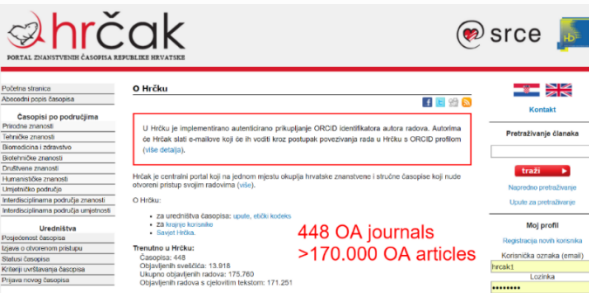 hrčak
PORTAL ZNANSTVENIH ČASOPISA REPUBLIKE HRVATSKE
srce
Početna stranica
Abecedni popis časopisa
Časopisi po područjima
Prirodne znanosti
Tehničke znanosti
Biomedicina i zdravstvo
Biotehničke znanosti
Društvene znanosti
Humanističke znanosti
Umjetničko područje
Interdisciplinarna područja znanosti
Interdisciplinarna područja umjetnosti
Uredništva
Posjećenost časopisa
Izjava o otvorenom pristupu
Statusi časopisa
Kriteriji uvrštavanja časopisa
Prijava novog časopisa
O Hrčku
U Hrčku je implementirano autenticirano prikupljanje ORCID identifikatora autora radova. Autorima
će Hrčak slati e-mailove koji će ih voditi kroz postupak povezivanja rada u Hrčku s ORCID profilom
(više detalja).
Hrčak je centralni portal koji na jednom mjestu okuplja hrvatske znanstvene i stručne časopise koji nude
otvoreni pristup svojim radovima (više).
O Hrčku:
• za uredništva časopisa: upute, etički kodeks
• za krajnje korisnike
• Savjet Hrčka.
Trenutno u Hrčku:
Časopisa: 448
Objavljenih sveščića: 13.918
Ukupno objavljenih radova: 175.760
Objavljenih radova s cjelovitim tekstom: 171.251
448 OA journals
>170.000 OA articles
Kontakt
Pretraživanje članaka
traži
Napredno pretraživanje
Upute za pretraživanje
Moj profil
Registracija novih korisnika
Korisnička oznaka (email)
hrcak1
Lozinka
••••••••